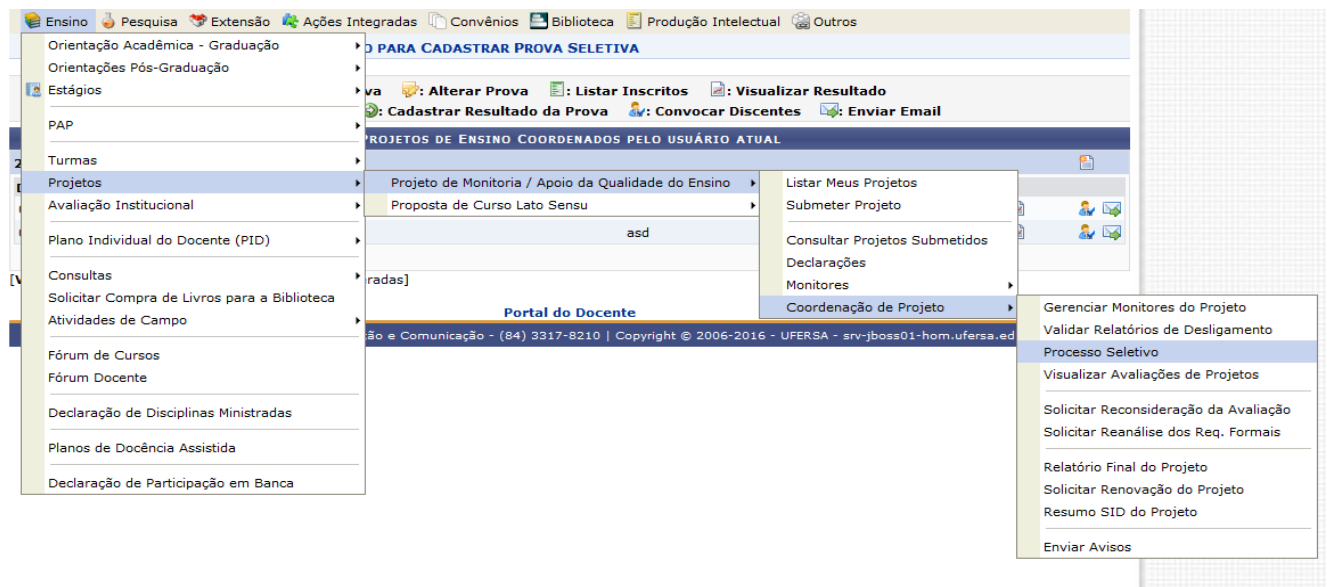 Ensino Pesquisa Extensão Ações Integradas Convênios Biblioteca Produção Intelectual Outros
PARA CADASTRAR PROVA SELETIVA
: Alterar Prova : Listar Inscritos : Visualizar Resultado
: Cadastrar Resultado da Prova : Convocar Discentes : Enviar Email
PROJETOS DE ENSINO COORDENADOS PELO USUÁRIO ATUAL
asd
Portal do Docente
e Comunicação - (84) 3317-8210 | Copyright © 2006-2016 - UFERSA - srv-jboss01-hom.ufersa.ed
Orientação Acadêmica - Graduação
Orientações Pós-Graduação
Estágios
PAP
Turmas
Projetos
Avaliação Institucional
Plano Individual do Docente (PID)
Consultas
Solicitar Compra de Livros para a Biblioteca
Atividades de Campo
Fórum de Cursos
Fórum Docente
Declaração de Disciplinas Ministradas
Planos de Docência Assistida
Declaração de Participação em Banca
Projeto de Monitoria / Apoio da Qualidade do Ensino
Proposta de Curso Lato Sensu
Listar Meus Projetos
Submeter Projeto
Consultar Projetos Submetidos
Declarações
Monitores
Coordenação de Projeto
Gerenciar Monitores do Projeto
Validar Relatórios de Desligamento
Processo Seletivo
Visualizar Avaliações de Projetos
Solicitar Reconsideração da Avaliação
Solicitar Reanálise dos Req. Formais
Relatório Final do Projeto
Solicitar Renovação do Projeto
Resumo SID do Projeto
Enviar Avisos